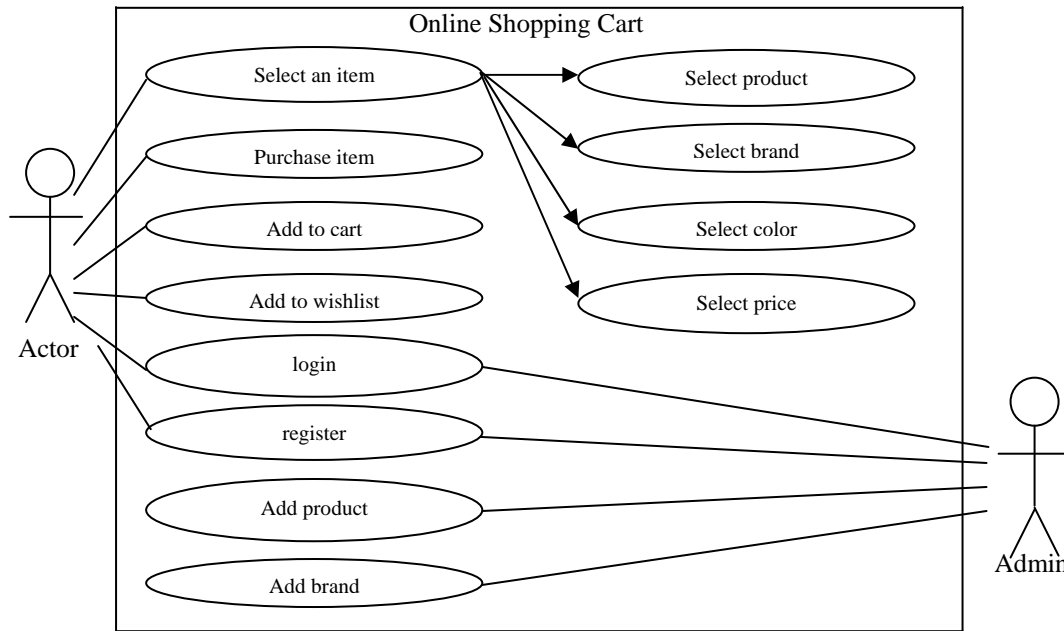 Online Shopping Cart
Select an item
Select product
Purchase item
Select brand
Add to cart
Select color
Add to wishlist
Select price
Actor
login
register
Add product
Admin
Add brand